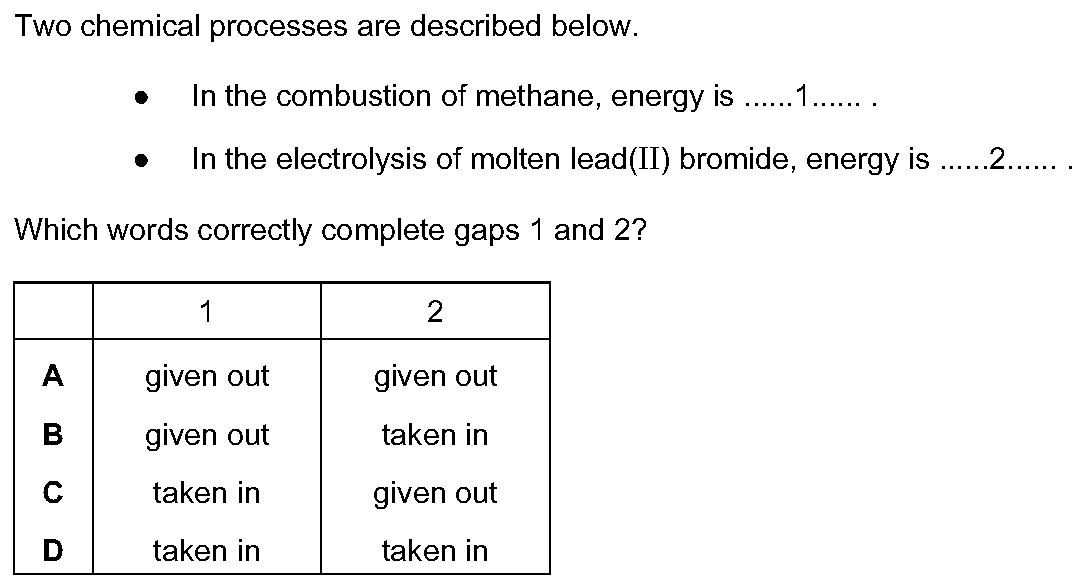 Two chemical processes are described below.
● In the combustion of methane, energy is ......1...... .
● In the electrolysis of molten lead(II) bromide, energy is ......2...... .
Which words correctly complete gaps 1 and 2?
1 2
A given out given out
B given out taken in
C taken in given out
D taken in taken in